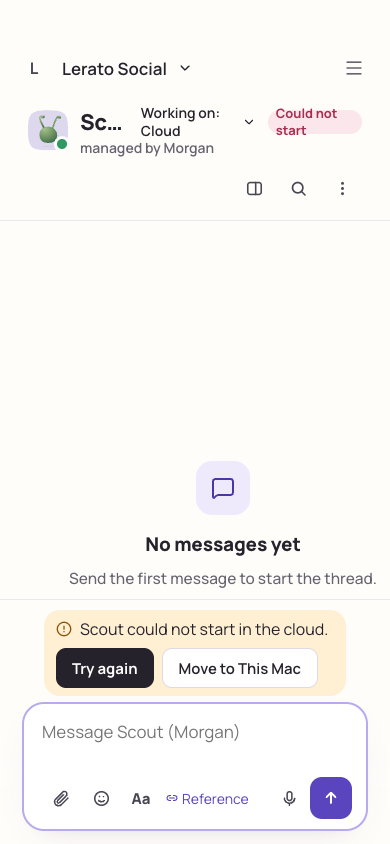 L Lerato Social
Sc...
Working on:
Cloud
Could not
start
managed by Morgan
No messages yet
Send the first message to start the thread.
Scout could not start in the cloud.
Try again Move to This Mac
Message Scout (Morgan)
Aa Reference